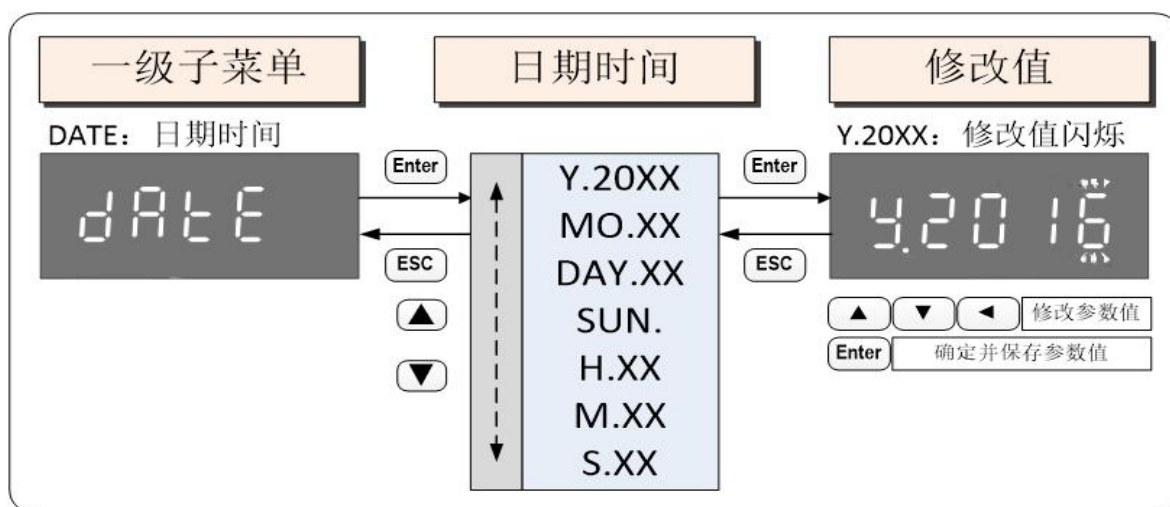 一级子菜单
日期时间
修改值
DATE：日期时间
Y.20XX：修改值闪烁
dAtE
Enter
ESC
Y.20XX
MO.XX
DAY.XX
SUN.
H.XX
M.XX
S.XX
Enter
ESC
y.2016
修改参数值
Enter 确定并保存参数值